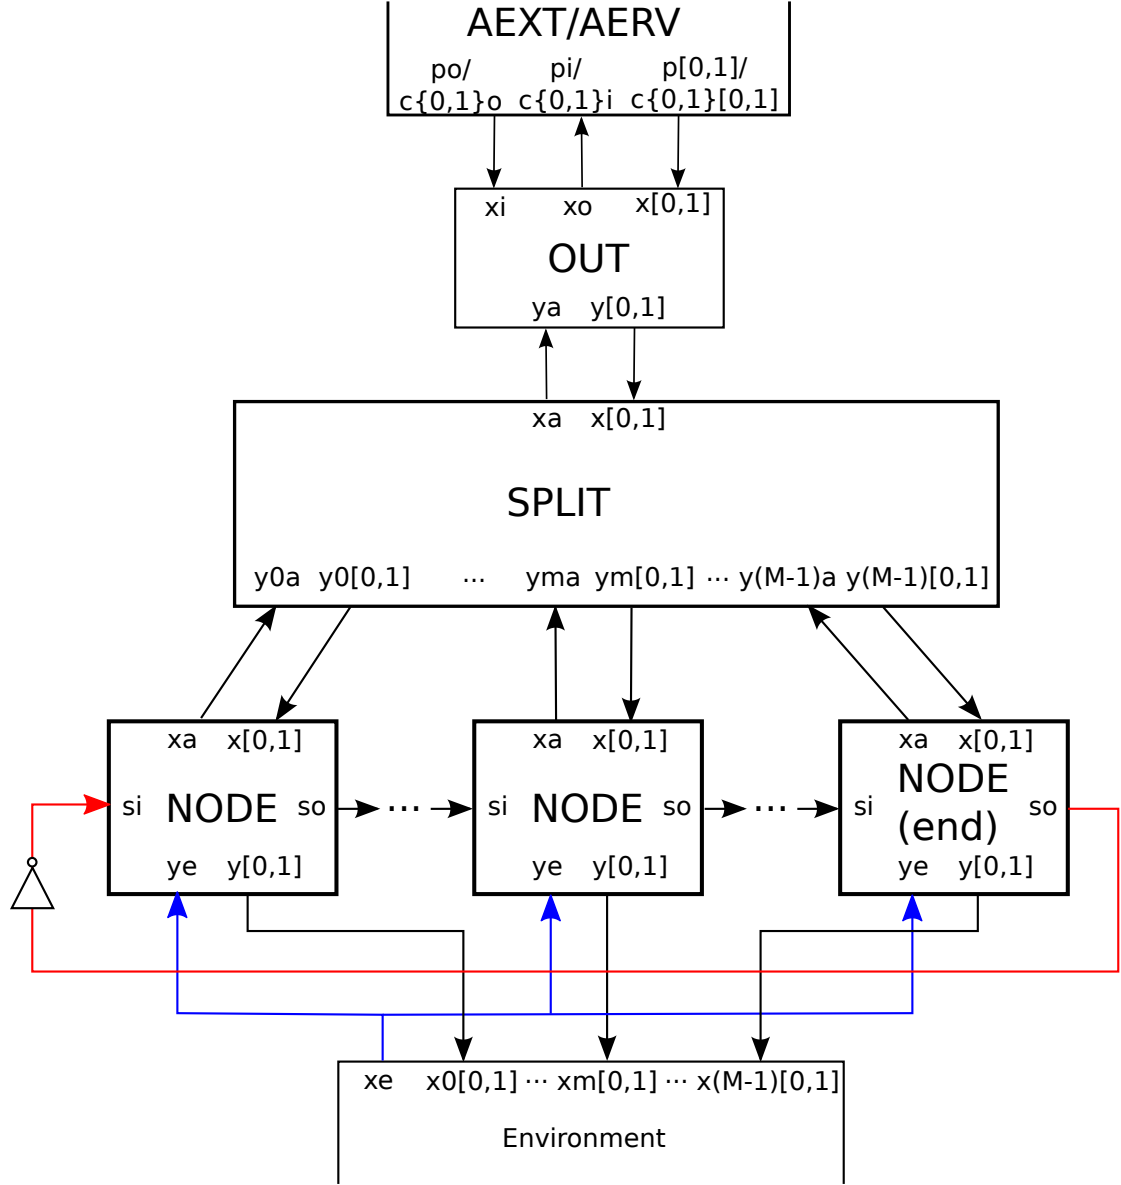 AEXT/AERV
po/ pi/ p[0,1]/
c{0,1}o c{0,1}i c{0,1}[0,1]
xi xo x[0,1]
OUT
ya y[0,1]
xa x[0,1]
SPLIT
y0a y0[0,1] ... yma ym[0,1] ... y(M-1)a y(M-1)[0,1]
xa x[0,1] xa x[0,1] xa x[0,1]
si NODE so ... si NODE so ... si NODE (end) so
ye y[0,1] ye y[0,1] ye y[0,1]
xe x0[0,1] ... xm[0,1] ... x(M-1)[0,1]
Environment